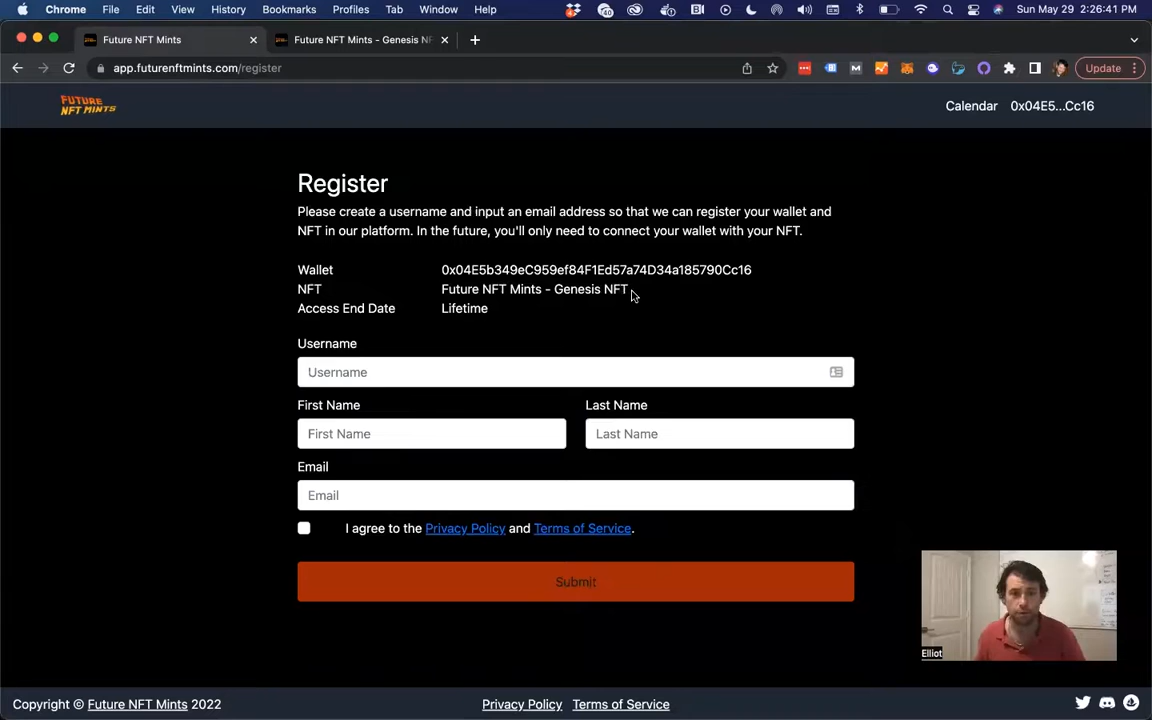 Chrome File Edit View History Bookmarks Profiles Tab Window Help Sun May 29 2:26:41 PM
Future NFT Mints
Future NFT Mints - Genesis NF
app.futurenftmints.com/register
Update
FUTURE
NFT MINTS
Calendar 0x04E5...Cc16
Register
Please create a username and input an email address so that we can register your wallet and
NFT in our platform. In the future, you'll only need to connect your wallet with your NFT.
Wallet 0x04E5b349eC959ef84F1Ed57a74D34a185790Cc16
NFT Future NFT Mints - Genesis NFT
Access End Date Lifetime
Username
Username
First Name Last Name
First Name Last Name
Email
Email
I agree to the Privacy Policy and Terms of Service.
Submit
Elliot
Copyright © Future NFT Mints 2022 Privacy Policy Terms of Service